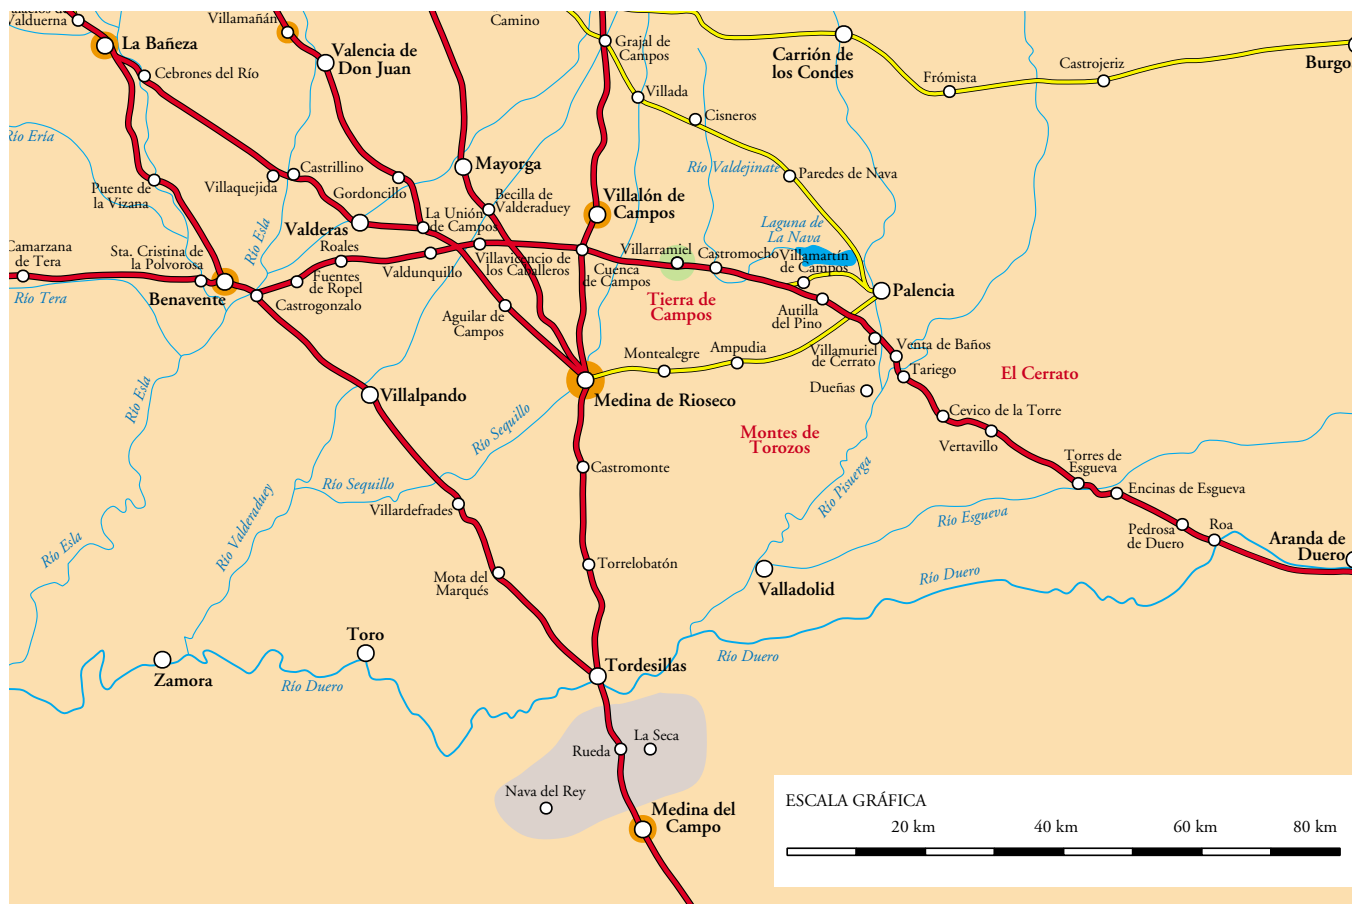 Valduerna
Villamañán
Camino
La Bañeza
Cebrones del Río
Valencia de
Don Juan
Grajal de
Campos
Carrión de
los Condes
Frómista
Castrojeriz
Burgo
Villada
Cisneros
Río Ería
Puente de
la Vizana
Villaquejida
Castrillino
Gordoncillo
Mayorga
Becilla de
Valderaduey
Villalón de
Campos
Río Valdejinate
Paredes de Nava
Valderas
La Unión
de Campos
Río Esla
Laguna de
La Nava
Camarzana
de Tera
Sta. Cristina de
la Polvorosa
Roales
Fuentes
de Ropel
Valdunquillo
Villavicencio de
los Caballeros
Cuenca
de Campos
Villarramiel
Castromocho
Villamartín
de Campos
Río Tera
Benavente
Castrogonzalo
Aguilar de
Campos
Tierra de
Campos
Autilla
del Pino
Palencia
Montealegre
Ampudia
Villamuriel
de Cerrato
Venta de Baños
Tariego
El Cerrato
Dueñas
Río Esla
Villalpando
Medina de Rioseco
Río Sequillo
Montes de
Torozos
Cevico de la Torre
Vertavillo
Torres de
Esgueva
Encinas de Esgueva
Castromonte
Río Sequillo
Río Pisuerga
Villardefrades
Río Valderaduey
Río Esgueva
Pedrosa
de Duero
Roa
Aranda de
Duero
Río Esla
Mota del
Marqués
Torrelobatón
Valladolid
Río Duero
Toro
Zamora
Río Duero
Tordesillas
Río Duero
La Seca
Rueda
Nava del Rey
Medina del
Campo
ESCALA GRÁFICA
20 km 40 km 60 km 80 km